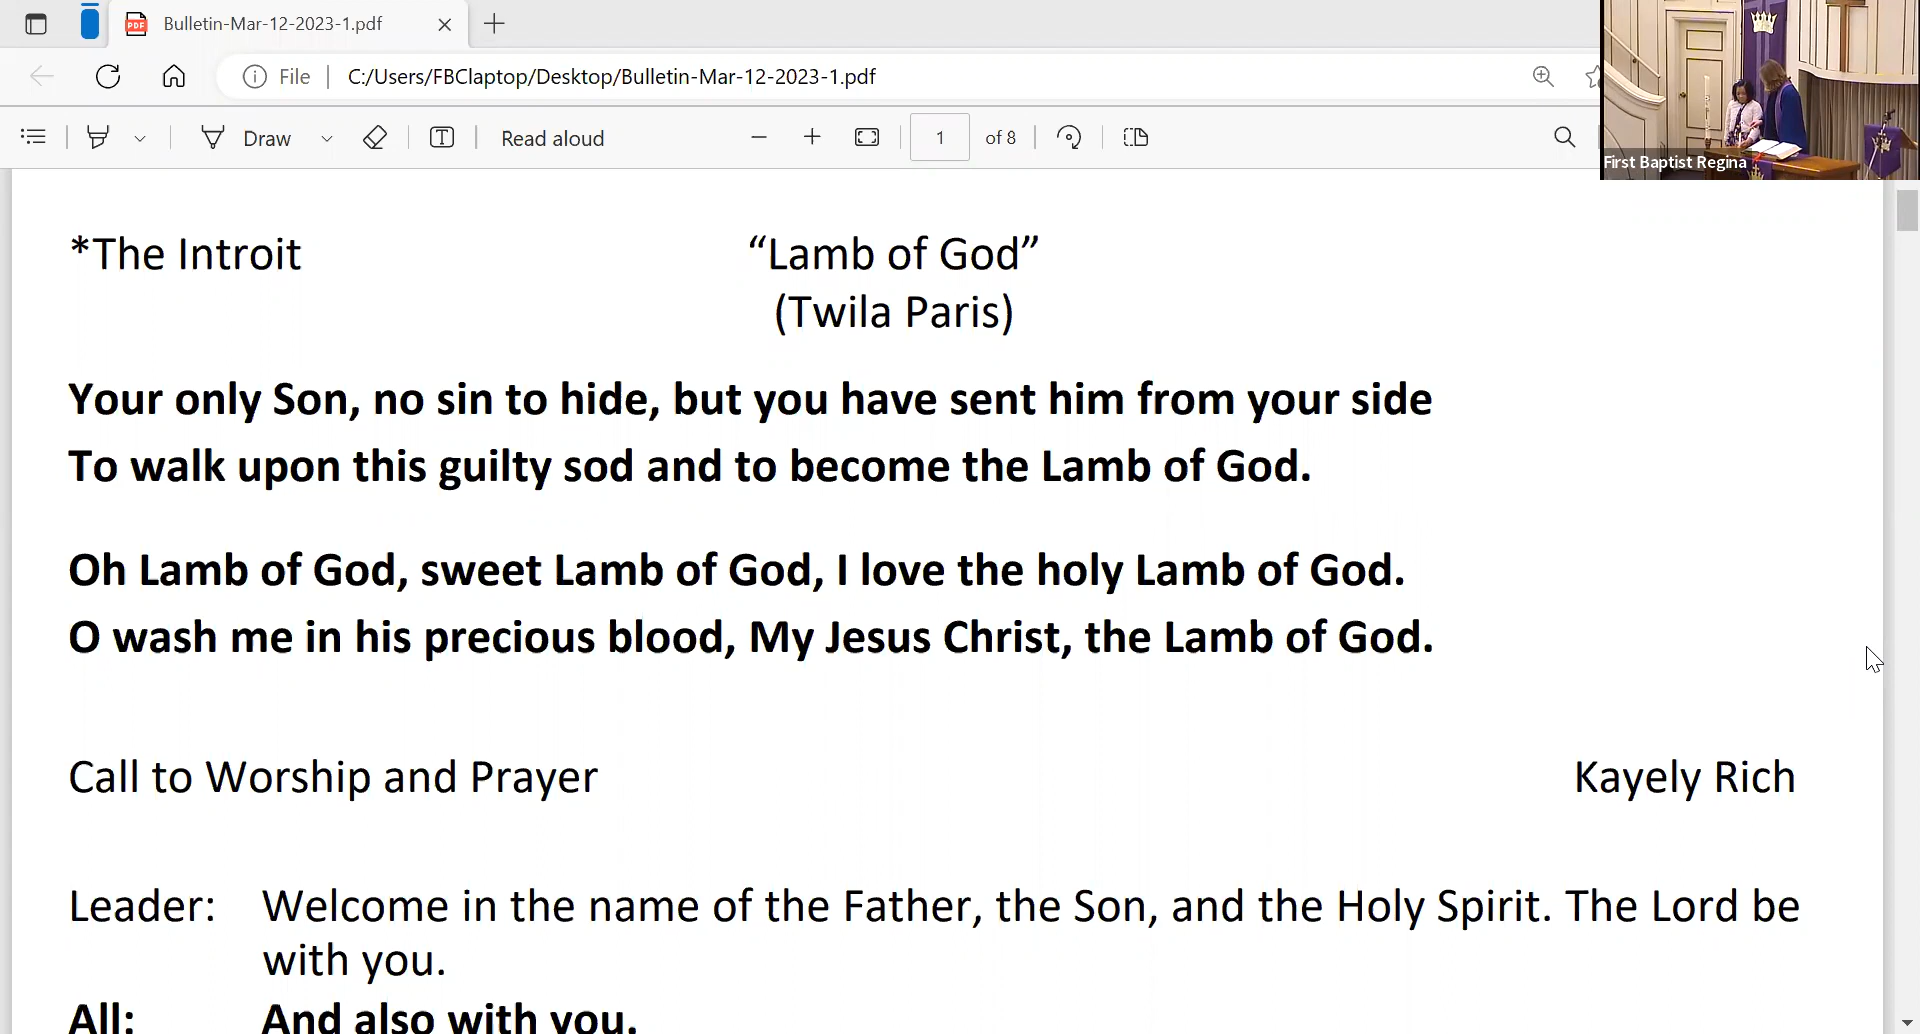 Bulletin-Mar-12-2023-1.pdf
File
C:/Users/FBClaptop/Desktop/Bulletin-Mar-12-2023-1.pdf
Draw
Read aloud
1 of 8
First Baptist Regina
*The Introit “Lamb of God”
(Twila Paris)
Your only Son, no sin to hide, but you have sent him from your side
To walk upon this guilty sod and to become the Lamb of God.
Oh Lamb of God, sweet Lamb of God, I love the holy Lamb of God.
O wash me in his precious blood, My Jesus Christ, the Lamb of God.
Call to Worship and Prayer Kayely Rich
Leader: Welcome in the name of the Father, the Son, and the Holy Spirit. The Lord be
with you.
All: And also with you.